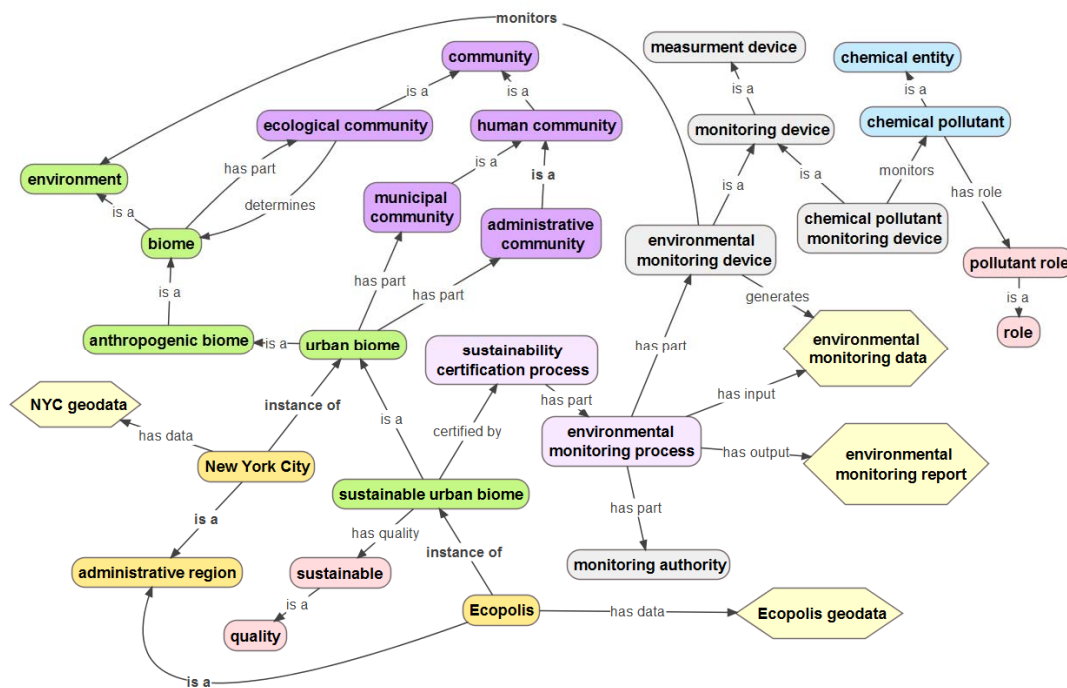 monitors
community
measurment device
chemical entity
is a
is a
is a
is a
ecological community
human community
monitoring device
chemical pollutant
has part
is a
is a
monitors
environment
determines
is a
is a
has role
is a
municipal
community
administrative
community
chemical pollutant
monitoring device
biome
environmental
monitoring device
pollutant role
is a
has part
has part
generates
is a
role
anthropogenic biome
is a
urban biome
sustainability
certification process
has part
environmental
monitoring data
NYC geodata
instance of
is a
certified by
has part
has input
has data
environmental
monitoring process
has output
environmental
monitoring report
New York City
sustainable urban biome
is a
has quality
has part
instance of
administrative region
sustainable
monitoring authority
is a
Ecopolis
has data
Ecopolis geodata
quality
is a